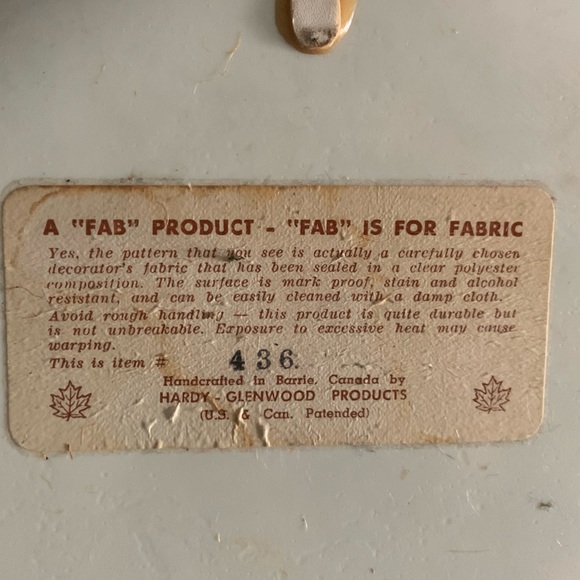 A "FAB" PRODUCT - "FAB" IS FOR FABRIC
Yes, the pattern that you see is actually a carefully chosen
decorator's fabric that has been sealed in a clear polyester
composition. The surface is mark proof, stain and alcohol
resistant, and can be easily cleaned with a damp cloth.
Avoid rough handling — this product is quite durable but
is not unbreakable. Exposure to excessive heat may cause
warping.
This is item # 436.
Handcrafted in Barrie, Canada by
HARDY - GLENWOOD PRODUCTS
(U.S. & Can. Patented)